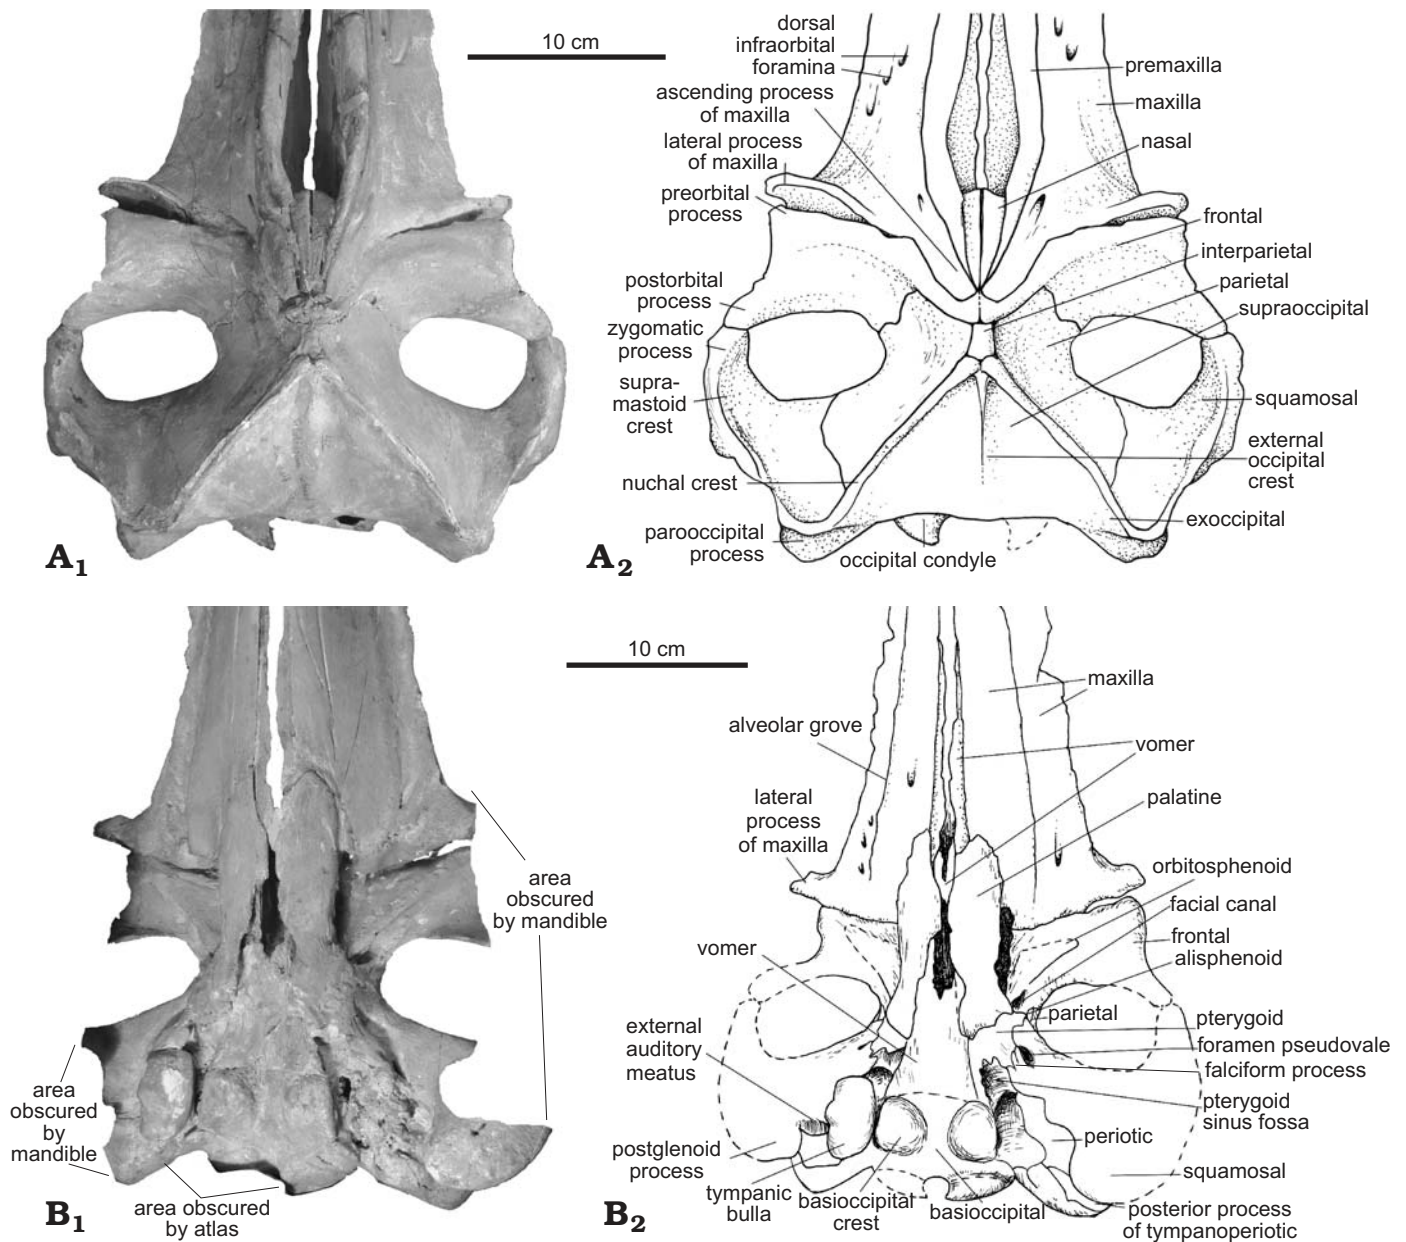 10 cm
dorsal
infraorbital
foramina
ascending process
of maxilla
lateral process
of maxilla
preorbital
process
postorbital
process
zygomatic
process
supra-
mastoid
crest
nuchal crest
parooccipital
process
occipital condyle
premaxilla
maxilla
nasal
frontal
interparietal
parietal
supraoccipital
squamosal
external
occipital
crest
exoccipital
A1
A2
10 cm
area
obscured
by mandible
area
obscured
by
mandible
area obscured
by atlas
alveolar grove
lateral
process
of maxilla
vomer
external
auditory
meatus
postglenoid
process
tympanic
bulla
basioccipital
crest
basioccipital
maxilla
vomer
palatine
orbitosphenoid
facial canal
frontal
alisphenoid
parietal
pterygoid
foramen pseudovale
falciform process
pterygoid
sinus fossa
periotic
squamosal
posterior process
of tympanoperiotic
B1
B2